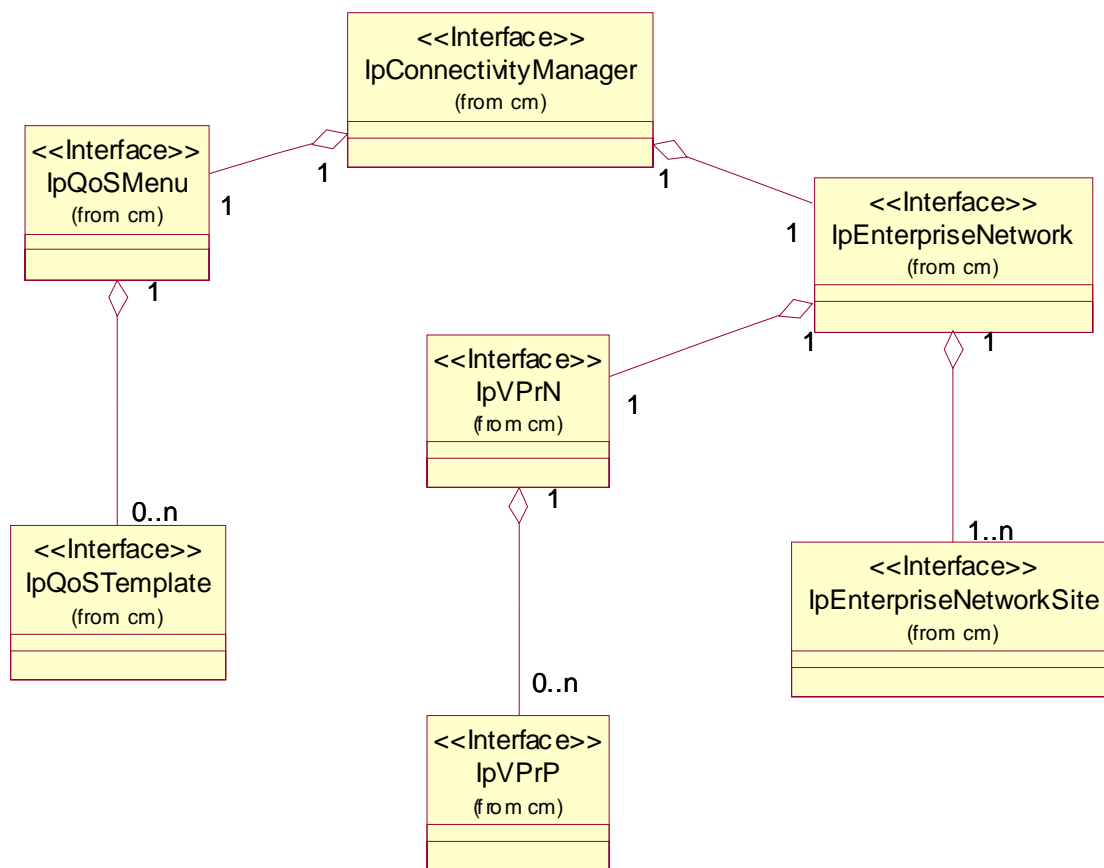 <<Interface>>
IpConnectivityManager
(from cm)
<<Interface>>
IpQoSMenu
(from cm)
1
1
1
1
<<Interface>>
IpEnterpriseNetwork
(from cm)
1
1
1
1
<<Interface>>
IpVPrN
(from cm)
1
0..n
<<Interface>>
IpQoSTemplate
(from cm)
1..n
<<Interface>>
IpEnterpriseNetworkSite
(from cm)
0..n
<<Interface>>
IpVPrP
(from cm)